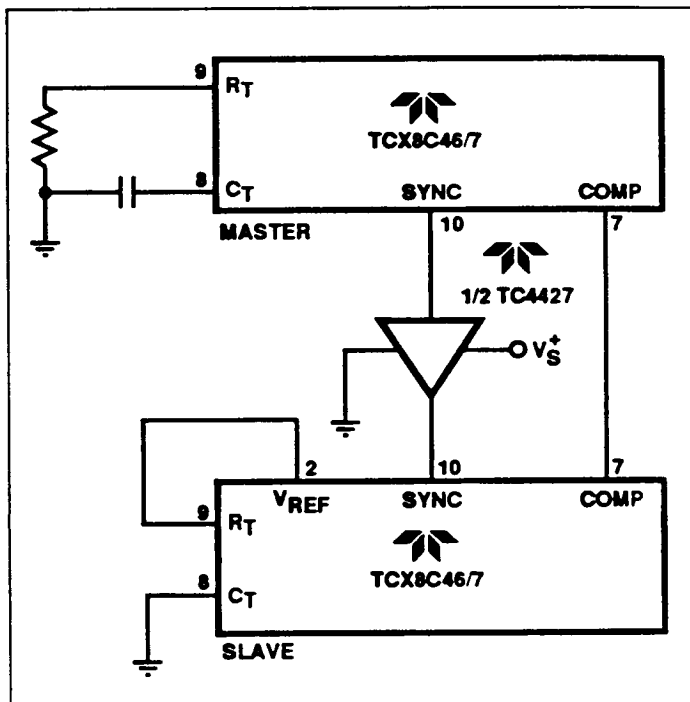 9
RT
TCX8C46/7
8
CT
SYNC
COMP
MASTER
10
7
1/2 TC4427
VS+
2
10
7
VREF
SYNC
COMP
9
RT
TCX8C46/7
8
CT
SLAVE